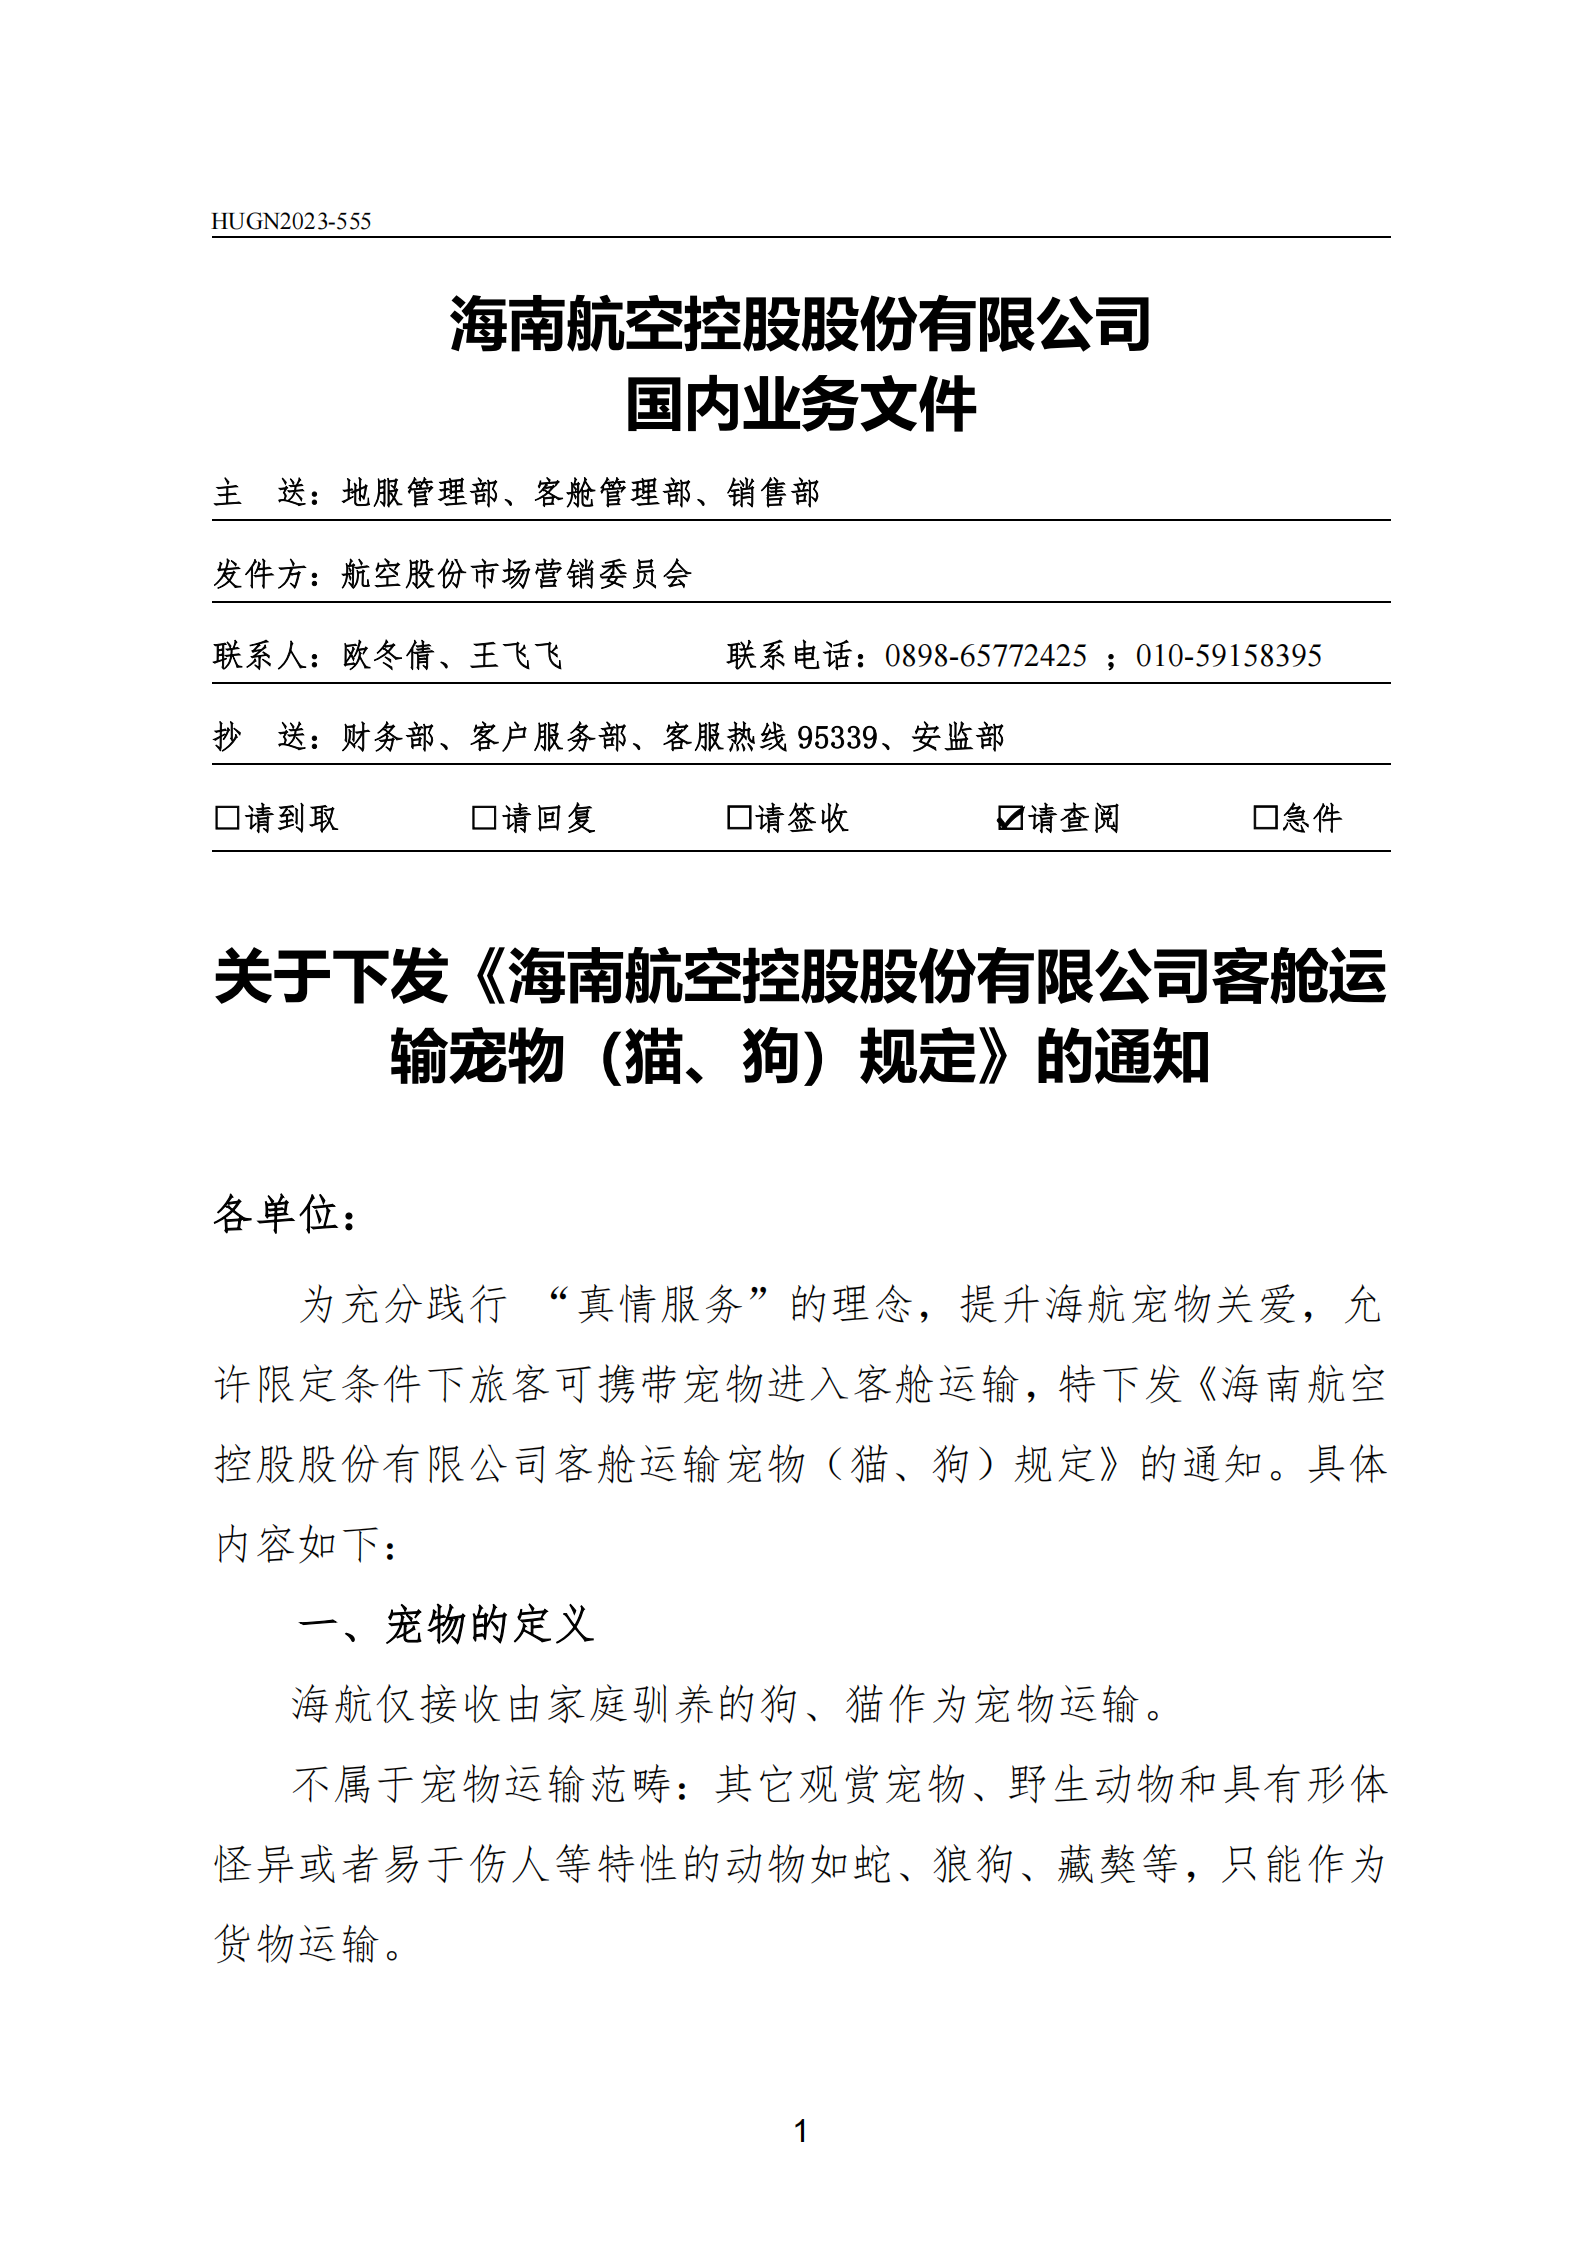 HUGN2023-555
海南航空控股股份有限公司
国内业务文件
主　送：地服管理部、客舱管理部、销售部
发件方：航空股份市场营销委员会
联系人：欧冬倩、王飞飞　　　　　联系电话：0898-65772425 ；010-59158395
抄　送：财务部、客户服务部、客服热线 95339、安监部
□请到取　　　　□请回复　　　　□请签收　　　　☑请查阅　　　　□急件
关于下发《海南航空控股股份有限公司客舱运
输宠物（猫、狗）规定》的通知
各单位：
为充分践行 “真情服务”的理念，提升海航宠物关爱，允
许限定条件下旅客可携带宠物进入客舱运输，特下发《海南航空
控股股份有限公司客舱运输宠物（猫、狗）规定》的通知。具体
内容如下：
一、宠物的定义
海航仅接收由家庭驯养的狗、猫作为宠物运输。
不属于宠物运输范畴：其它观赏宠物、野生动物和具有形体
怪异或者易于伤人等特性的动物如蛇、狼狗、藏獒等，只能作为
货物运输。
1